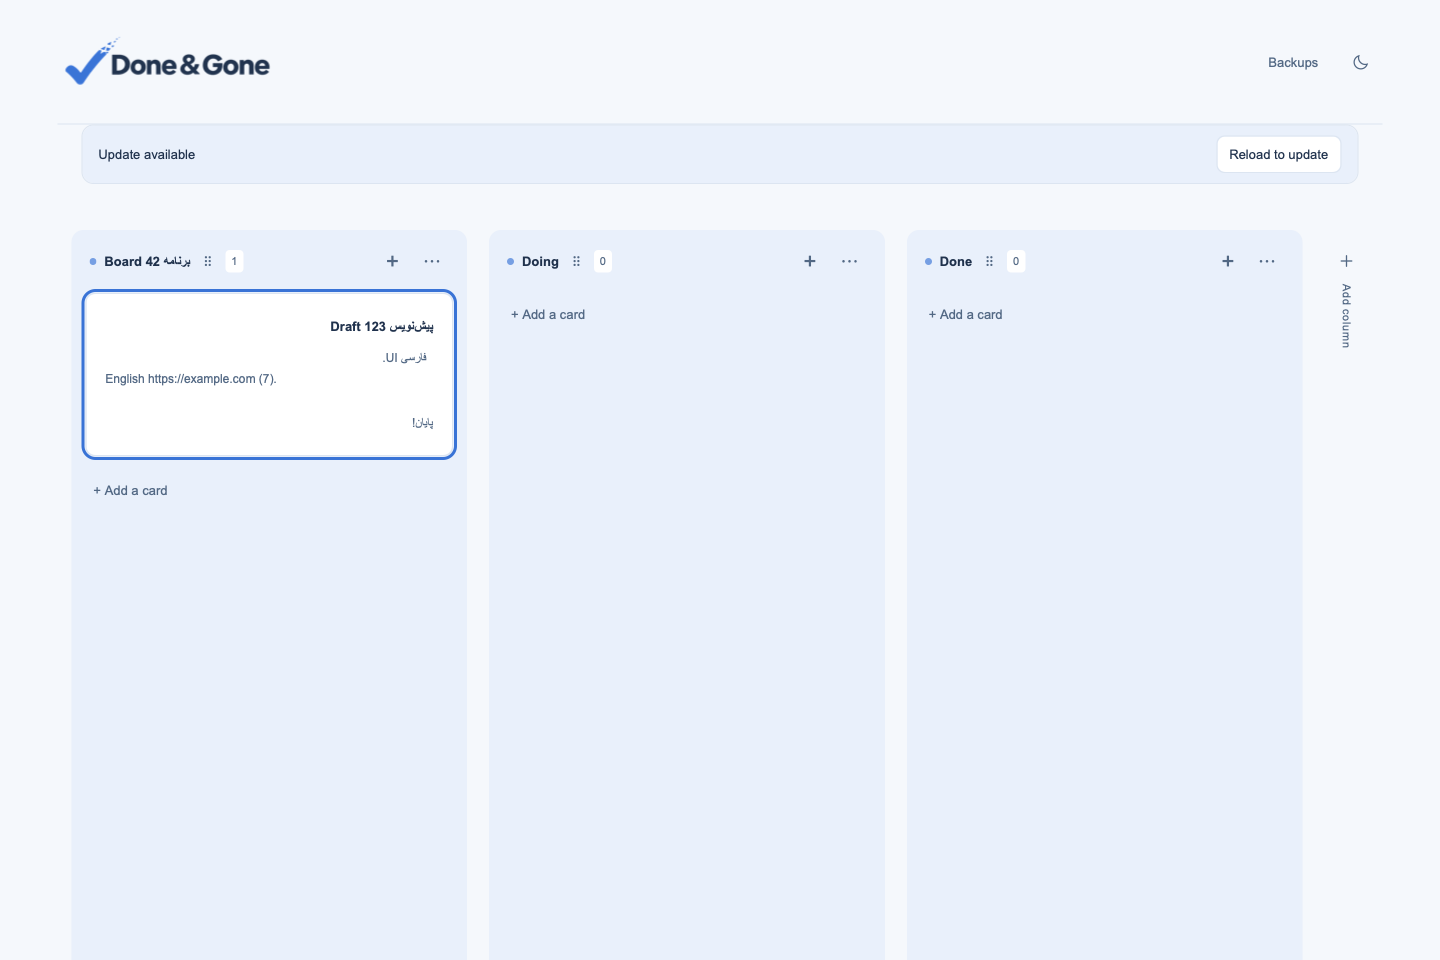 Done & Gone
Backups
Update available
Reload to update
Board 42 برنامه
1
پیش‌نویس Draft 123
فارسی UI.
English https://example.com (7).
پایان!
+ Add a card
Doing
0
+ Add a card
Done
0
+ Add a card
Add column